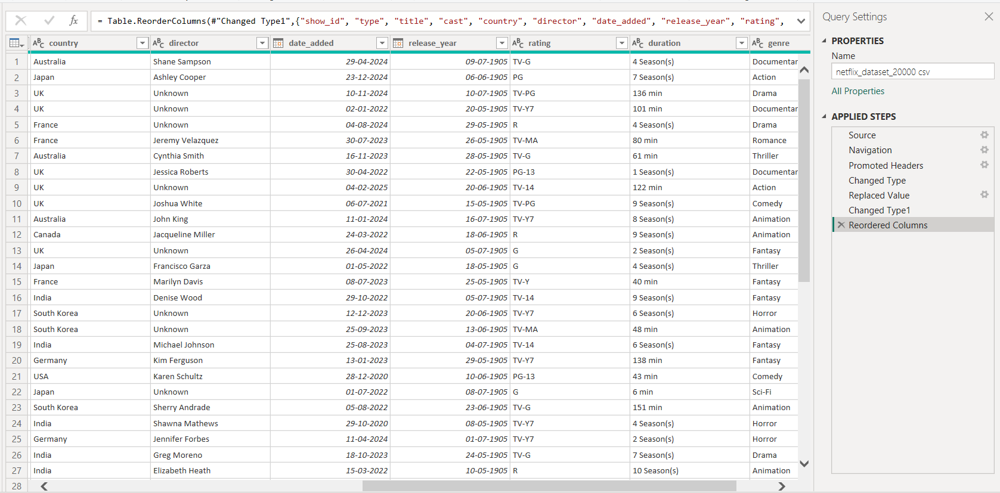 = Table.ReorderColumns(#"Changed Type1",{"show_id", "type", "title", "cast", "country", "director", "date_added", "release_year", "rating",
country director date_added release_year rating duration genre
1 Australia Shane Sampson 29-04-2024 09-07-1905 TV-G 4 Season(s) Documentar
2 Japan Ashley Cooper 23-12-2024 06-06-1905 PG 7 Season(s) Action
3 UK Unknown 10-11-2024 10-07-1905 TV-PG 136 min Drama
4 UK Unknown 02-01-2022 20-05-1905 TV-Y7 101 min Documentar
5 France Unknown 04-08-2024 29-05-1905 R 4 Season(s) Drama
6 France Jeremy Velazquez 30-07-2023 26-05-1905 TV-MA 80 min Romance
7 Australia Cynthia Smith 16-11-2023 28-05-1905 TV-G 61 min Thriller
8 UK Jessica Roberts 30-04-2022 22-05-1905 PG-13 1 Season(s) Documentar
9 UK Unknown 04-02-2025 20-06-1905 TV-14 122 min Action
10 UK Joshua White 06-07-2021 15-05-1905 TV-PG 9 Season(s) Comedy
11 Australia John King 11-01-2024 16-07-1905 TV-Y7 8 Season(s) Animation
12 Canada Jacqueline Miller 24-03-2022 18-06-1905 R 9 Season(s) Animation
13 UK Unknown 26-04-2024 05-07-1905 G 2 Season(s) Fantasy
14 Japan Francisco Garza 01-05-2022 18-05-1905 G 4 Season(s) Thriller
15 France Marilyn Davis 08-07-2023 25-05-1905 TV-Y 40 min Fantasy
16 India Denise Wood 29-10-2022 05-07-1905 TV-14 9 Season(s) Fantasy
17 South Korea Unknown 12-12-2023 20-06-1905 TV-Y7 6 Season(s) Horror
18 South Korea Unknown 25-09-2023 13-06-1905 TV-MA 48 min Animation
19 India Michael Johnson 25-08-2023 04-07-1905 TV-14 6 Season(s) Fantasy
20 Germany Kim Ferguson 13-01-2023 29-05-1905 TV-Y7 138 min Fantasy
21 USA Karen Schultz 28-12-2020 10-06-1905 PG-13 43 min Comedy
22 Japan Unknown 01-07-2022 08-07-1905 G 6 min Sci-Fi
23 South Korea Sherry Andrade 05-08-2022 23-06-1905 TV-G 151 min Animation
24 India Shawna Mathews 29-10-2020 08-05-1905 TV-Y7 4 Season(s) Horror
25 Germany Jennifer Forbes 11-04-2024 01-07-1905 TV-Y7 2 Season(s) Horror
26 India Greg Moreno 18-10-2023 24-05-1905 TV-G 7 Season(s) Drama
27 India Elizabeth Heath 15-03-2022 10-05-1905 R 10 Season(s) Animation
28
Query Settings
PROPERTIES
Name
netflix_dataset_20000 csv
All Properties
APPLIED STEPS
Source
Navigation
Promoted Headers
Changed Type
Replaced Value
Changed Type1
Reordered Columns